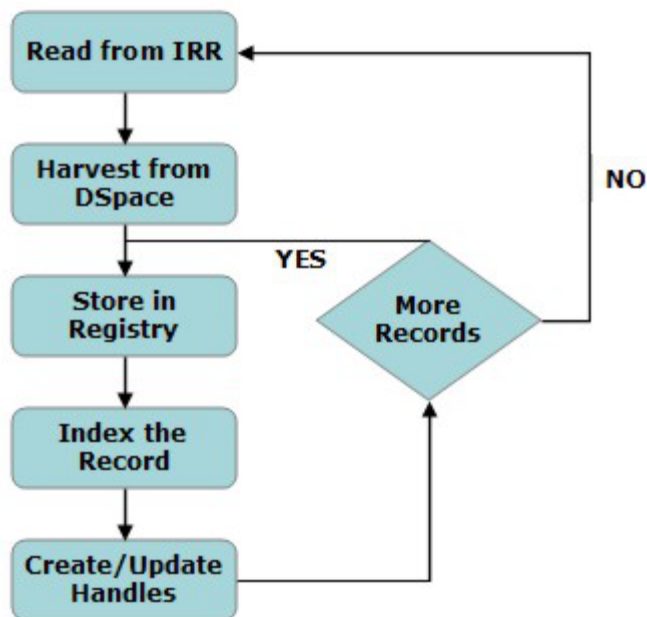 Read from IRR
Harvest from
DSpace
YES
NO
Store in
Registry
More
Records
Index the
Record
Create/Update
Handles